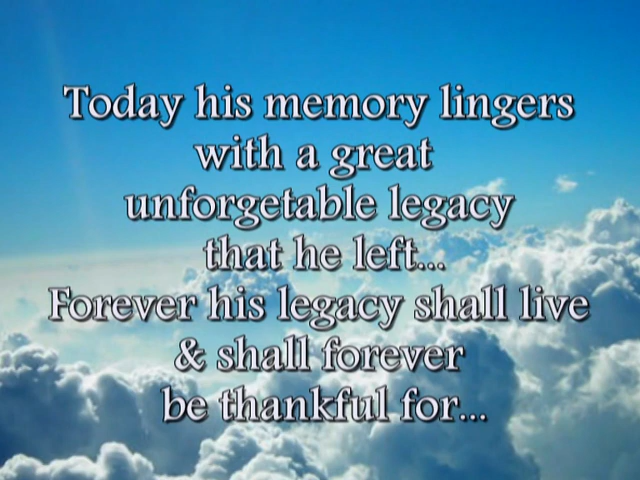 Today his memory lingers
with a great
unforgetable legacy
that he left...
Forever his legacy shall live
& shall forever
be thankful for...